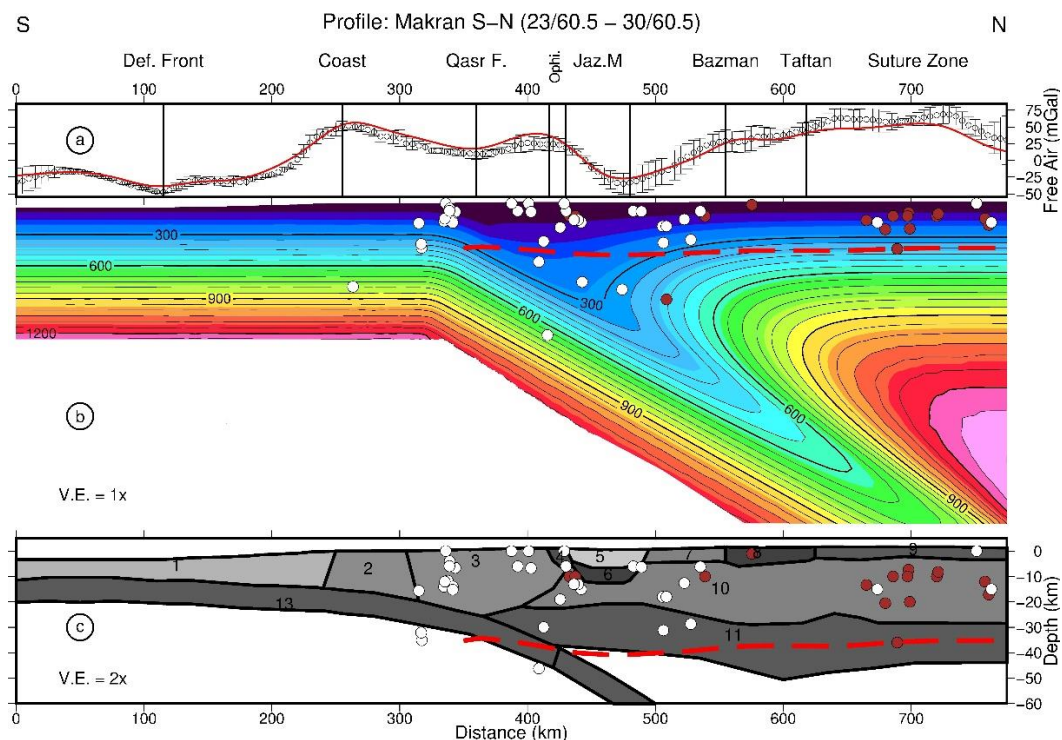 S
Profile: Makran S−N (23/60.5 − 30/60.5)
N
Def. Front
Coast
Qasr F.
Ophi.
Jaz.M
Bazman
Taftan
Suture Zone
0 100 200 300 400 500 600 700
a
75
50
25
0
−25
−50
Free Air (mGal)
300
600
900
1200
300
600
900
600
900
b
V.E. = 1x
1
2
3
4
5
6
7
8
9
10
11
13
c
V.E. = 2x
0
−10
−20
−30
−40
−50
−60
Depth (km)
0 100 200 300 400 500 600 700
Distance (km)